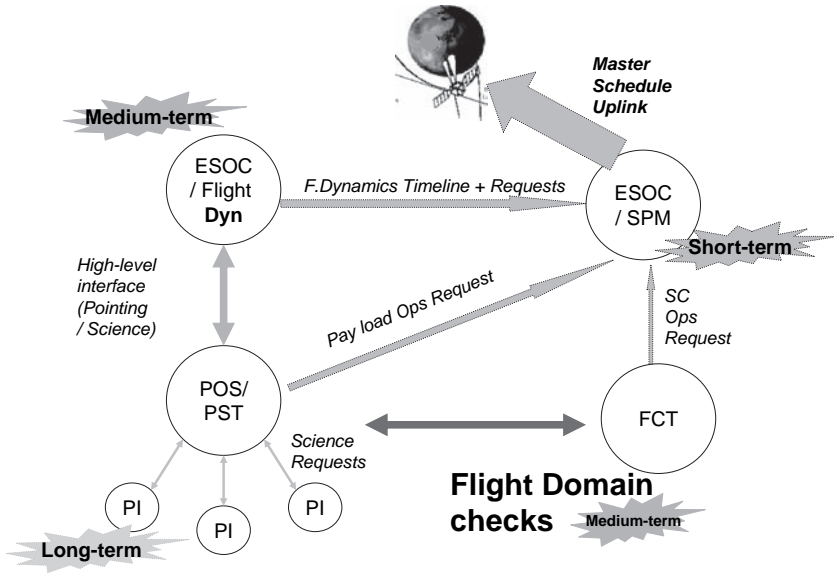 Master
Schedule
Uplink
Medium-term
ESOC
/ Flight
Dyn
F.Dynamics Timeline + Requests
ESOC
/ SPM
Short-term
High-level
interface
(Pointing
/ Science)
Pay load Ops Request
SC
Ops
Request
POS/
PST
FCT
Science
Requests
PI
PI
PI
Long-term
Flight Domain
checks
Medium-term